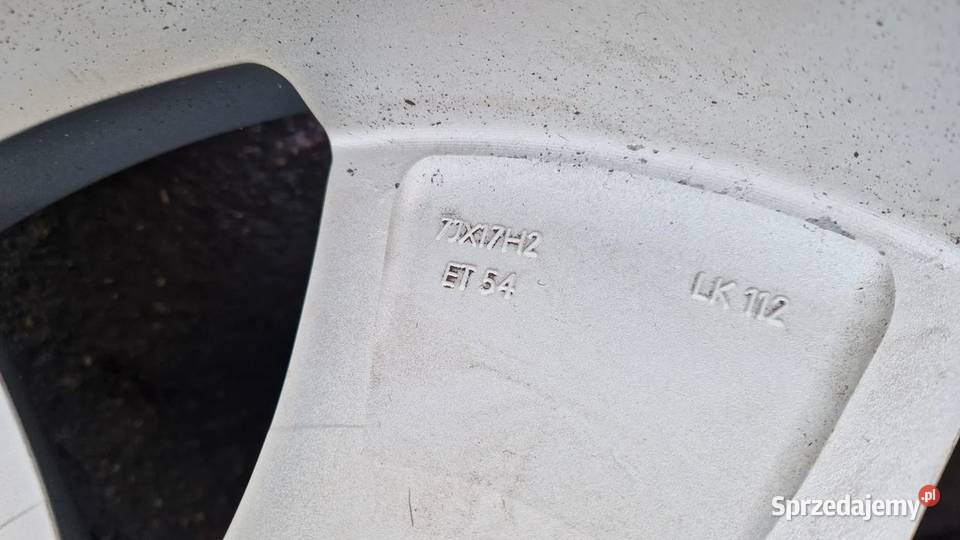 7JX17H2
ET 54
LK 112
Sprzedajemy.pl